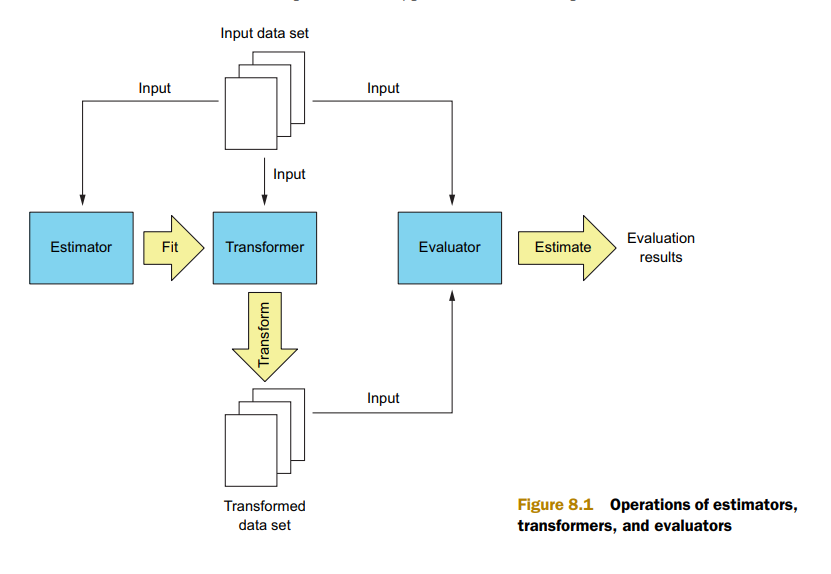 Input data set
Input
Input
Input
Estimator
Fit
Transformer
Evaluator
Estimate
Evaluation
results
Transform
Input
Transformed
data set
Figure 8.1 Operations of estimators,
transformers, and evaluators